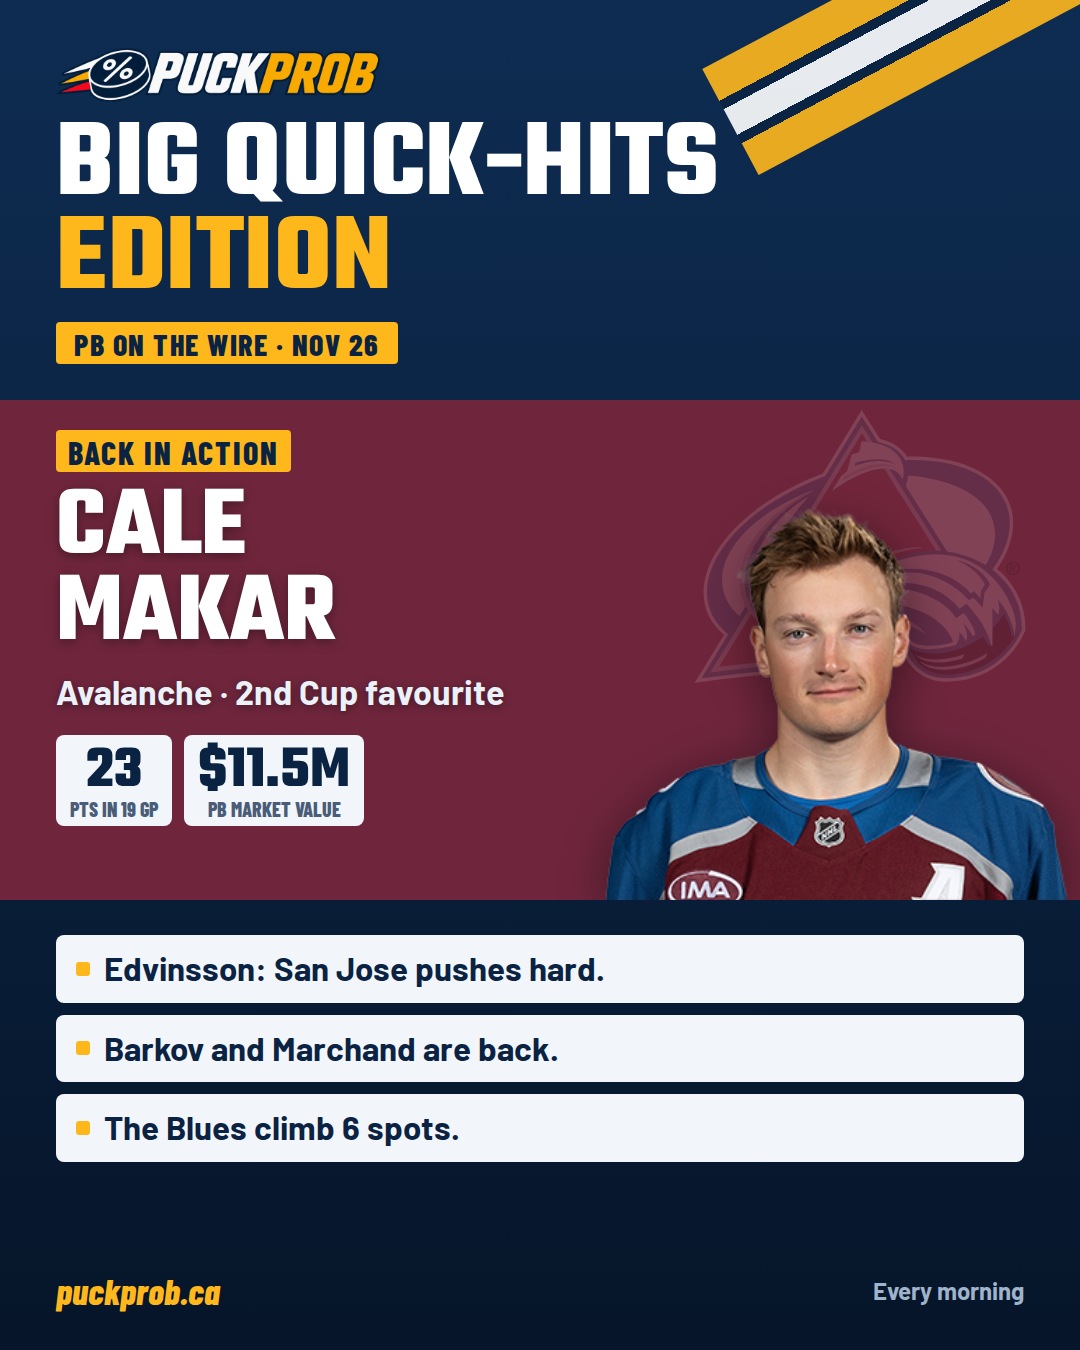 % PUCKPROB
BIG QUICK-HITS
EDITION
PB ON THE WIRE · NOV 26
BACK IN ACTION
CALE
MAKAR
Avalanche · 2nd Cup favourite
23 $11.5M
PTS IN 19 GP PB MARKET VALUE
NHL
IMA
A
Edvinsson: San Jose pushes hard.
Barkov and Marchand are back.
The Blues climb 6 spots.
puckprob.ca
Every morning